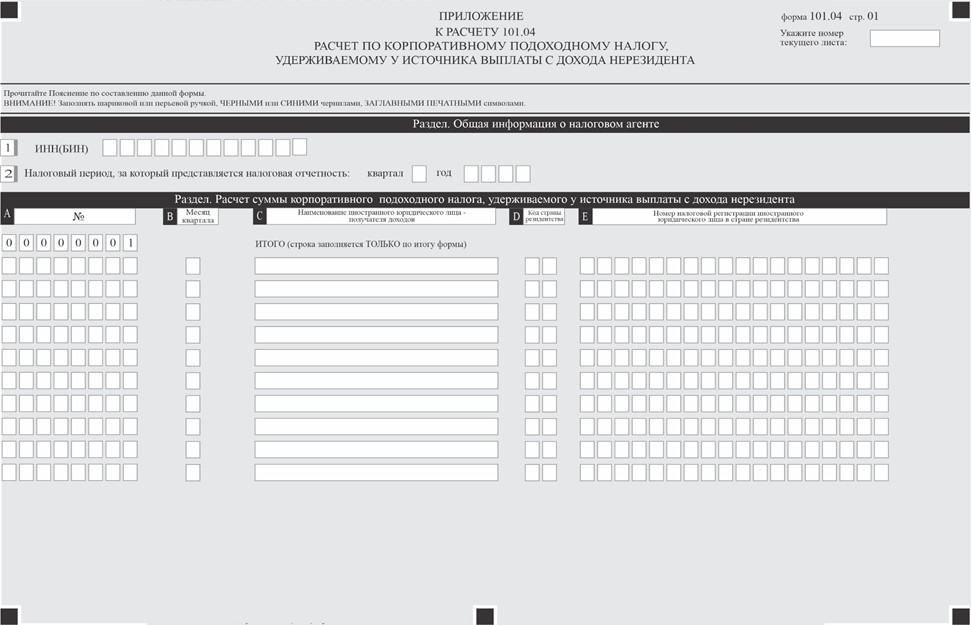 ПРИЛОЖЕНИЕ
К РАСЧЕТУ 101.04
РАСЧЕТ ПО КОРПОРАТИВНОМУ ПОДОХОДНОМУ НАЛОГУ,
УДЕРЖИВАЕМОМУ У ИСТОЧНИКА ВЫПЛАТЫ С ДОХОДА НЕРЕЗИДЕНТА
форма 101.04 стр. 01
Укажите номер
текущего листа:
Прочитайте Пояснение по составлению данной формы.
ВНИМАНИЕ! Заполнять шариковой или перьевой ручкой, ЧЕРНЫМИ или СИНИМИ чернилами, ЗАГЛАВНЫМИ ПЕЧАТНЫМИ символами.
Раздел. Общая информация о налоговом агенте
1 ИНН(БИН)
2 Налоговый период, за который представляется налоговая отчетность: квартал год
Раздел. Расчет суммы корпоративного подоходного налога, удерживаемого у источника выплаты с дохода нерезидента
A №
B Месяц
квартала
C Наименование иностранного юридического лица -
получателя доходов
D Код страны
резидентства
E Номер налоговой регистрации иностранного
юридического лица в стране резидентства
0 0 0 0 0 0 0 1 ИТОГО (строка заполняется ТОЛЬКО по итогу формы)